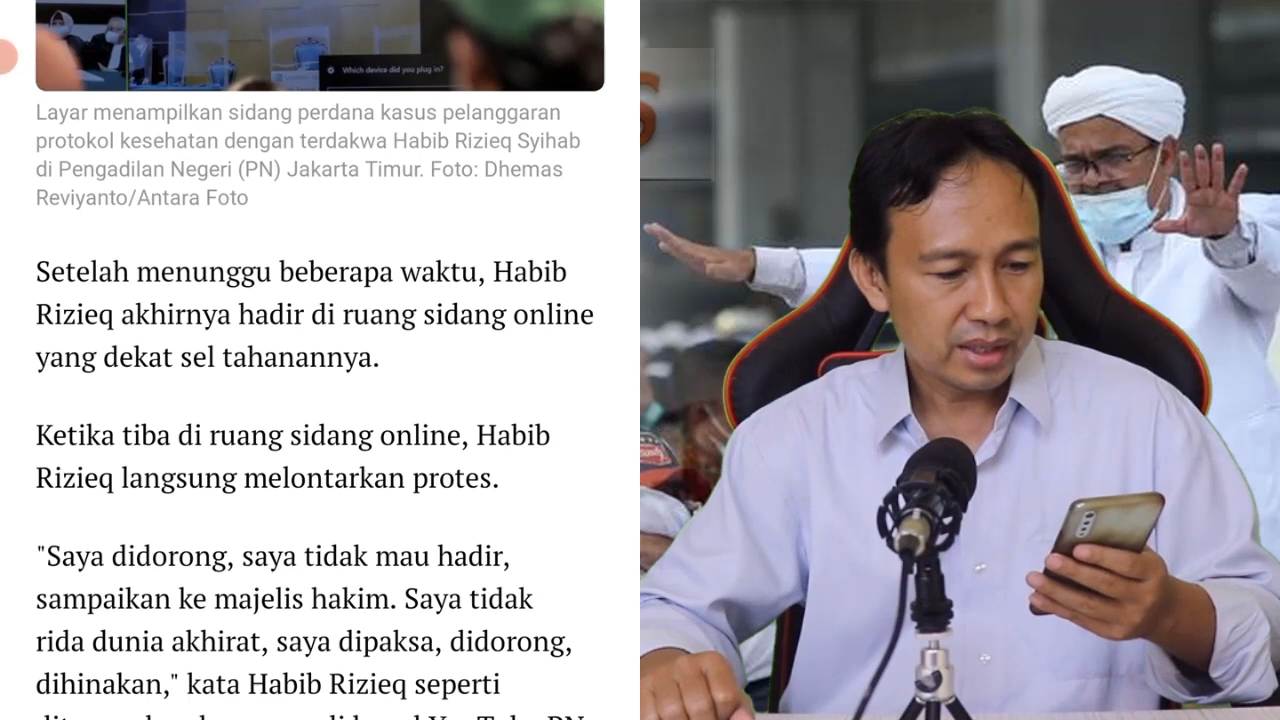 Which device did you plug in?
Layar menampilkan sidang perdana kasus pelanggaran
protokol kesehatan dengan terdakwa Habib Rizieq Syihab
di Pengadilan Negeri (PN) Jakarta Timur. Foto: Dhemas
Reviyanto/Antara Foto
Setelah menunggu beberapa waktu, Habib
Rizieq akhirnya hadir di ruang sidang online
yang dekat sel tahanannya.
Ketika tiba di ruang sidang online, Habib
Rizieq langsung melontarkan protes.
"Saya didorong, saya tidak mau hadir,
sampaikan ke majelis hakim. Saya tidak
rida dunia akhirat, saya dipaksa, didorong,
dihinakan," kata Habib Rizieq seperti